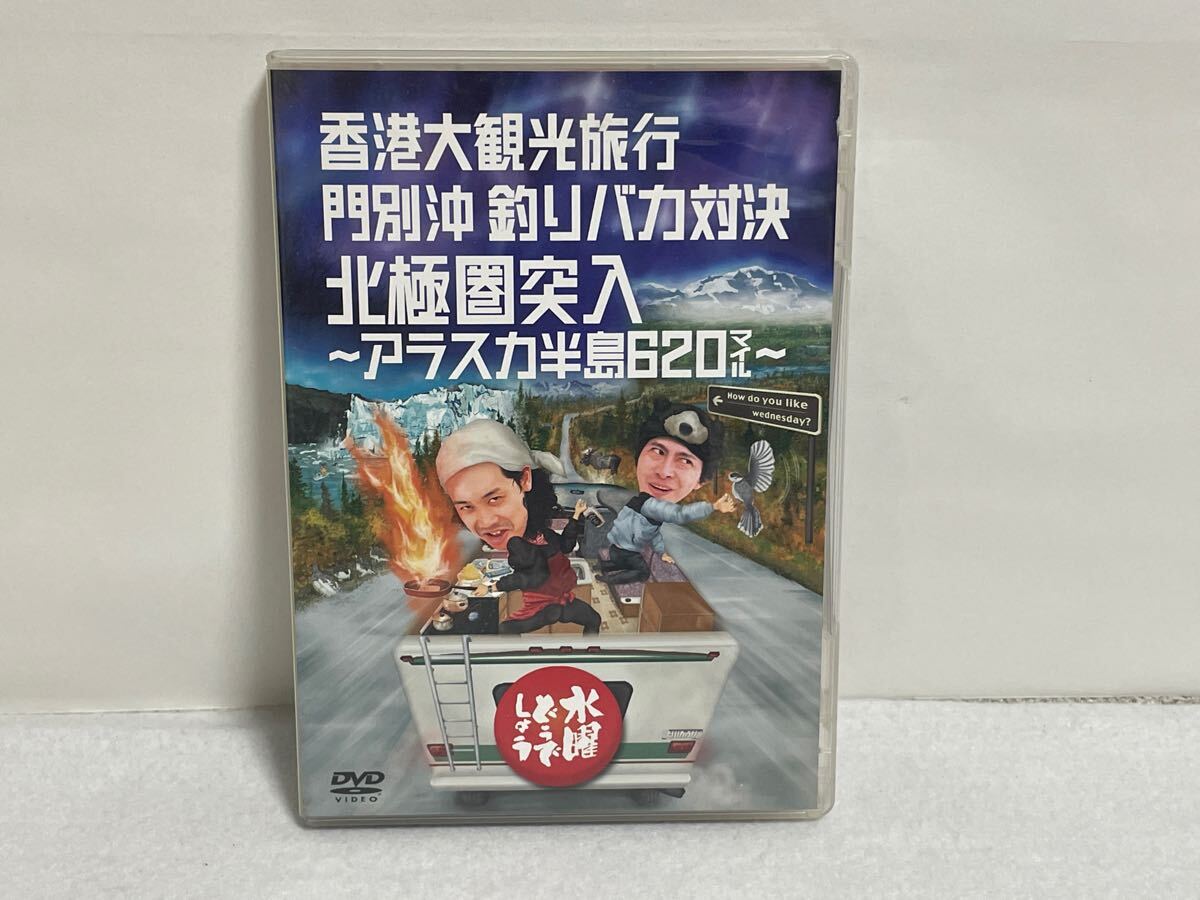 香港大観光旅行
門別沖 釣りバカ対決
北極圏突入
~アラスカ半島620マイル~
How do you like
wednesday?
水曜
どうで
しょう
DVD
VIDEO